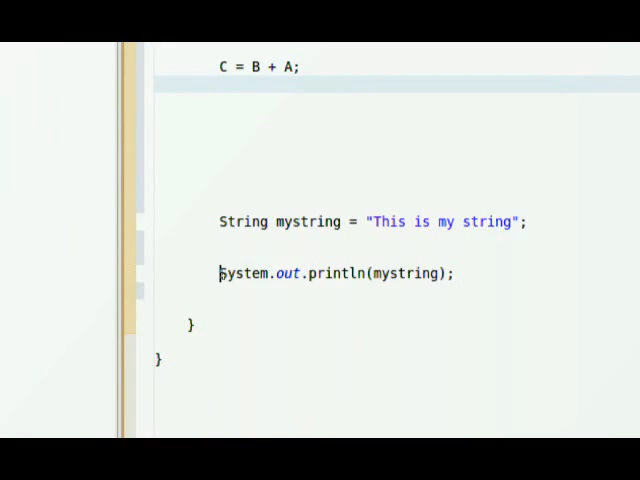 C = B + A;
String mystring = "This is my string";
System.out.println(mystring);
}
}